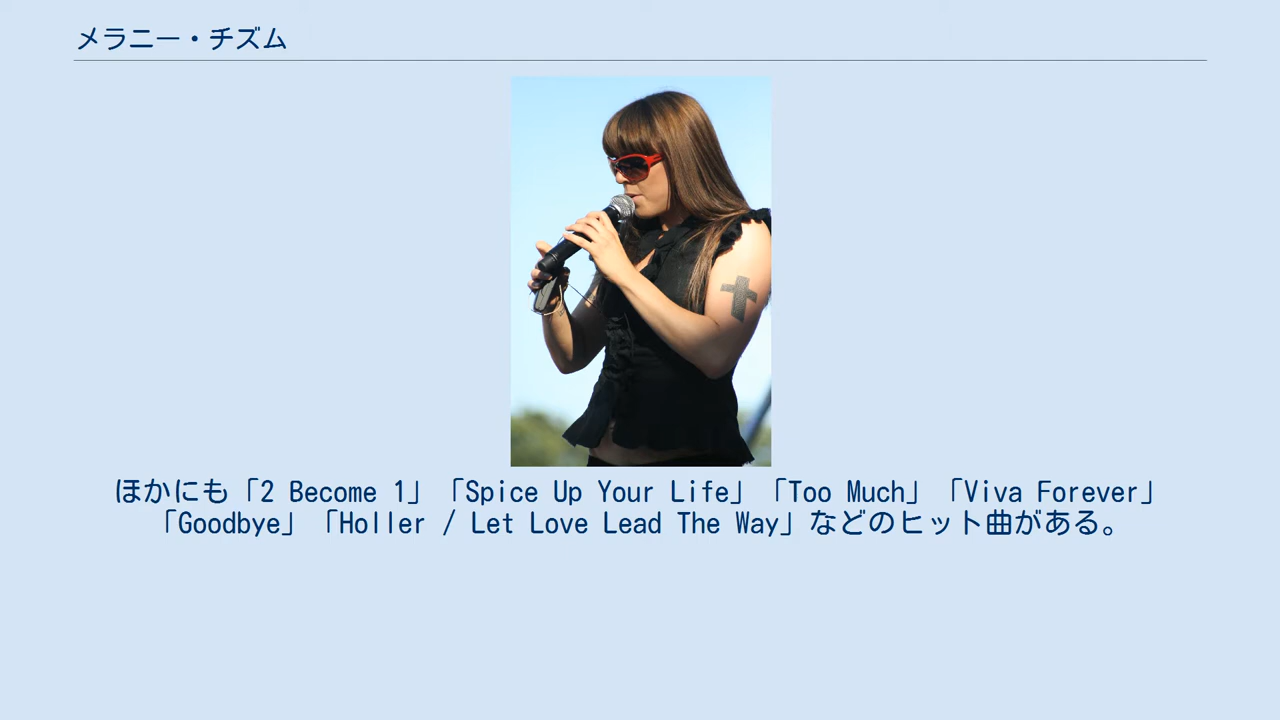 メラニー・チズム
ほかにも「2 Become 1」「Spice Up Your Life」「Too Much」「Viva Forever」
「Goodbye」「Holler / Let Love Lead The Way」などのヒット曲がある。